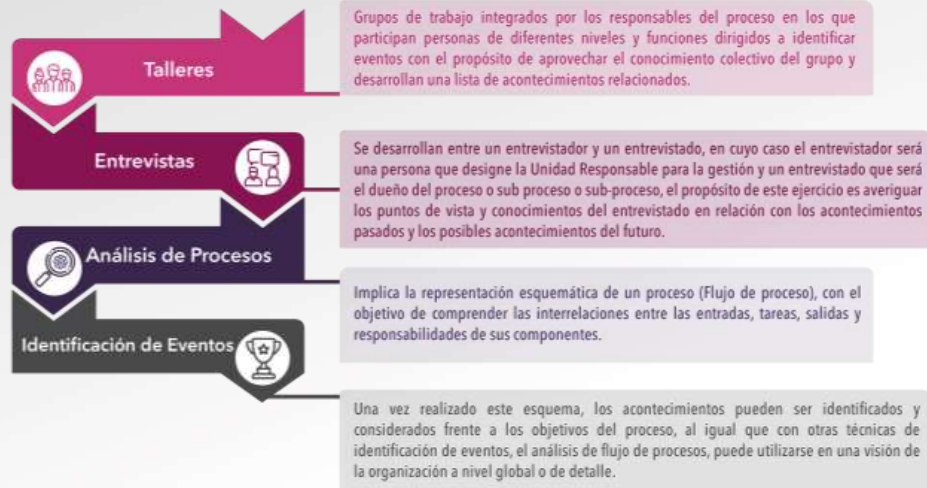 Talleres
Grupos de trabajo integrados por los responsables del proceso en los que
participan personas de diferentes niveles y funciones dirigidos a identificar
eventos con el propósito de aprovechar el conocimiento colectivo del grupo y
desarrollan una lista de acontecimientos relacionados.
Entrevistas
Se desarrollan entre un entrevistador y un entrevistado, en cuyo caso el entrevistador será
una persona que designe la Unidad Responsable para la gestión y un entrevistado que será
el dueño del proceso o sub proceso o sub-proceso, el propósito de este ejercicio es averiguar
los puntos de vista y conocimientos del entrevistado en relación con los acontecimientos
pasados y los posibles acontecimientos del futuro.
Análisis de Procesos
Implica la representación esquemática de un proceso (Flujo de proceso), con el
objetivo de comprender las interrelaciones entre las entradas, tareas, salidas y
responsabilidades de sus componentes.
Identificación de Eventos
Una vez realizado este esquema, los acontecimientos pueden ser identificados y
considerados frente a los objetivos del proceso, al igual que con otras técnicas de
identificación de eventos, el análisis de flujo de procesos, puede utilizarse en una visión de
la organización a nivel global o de detalle.